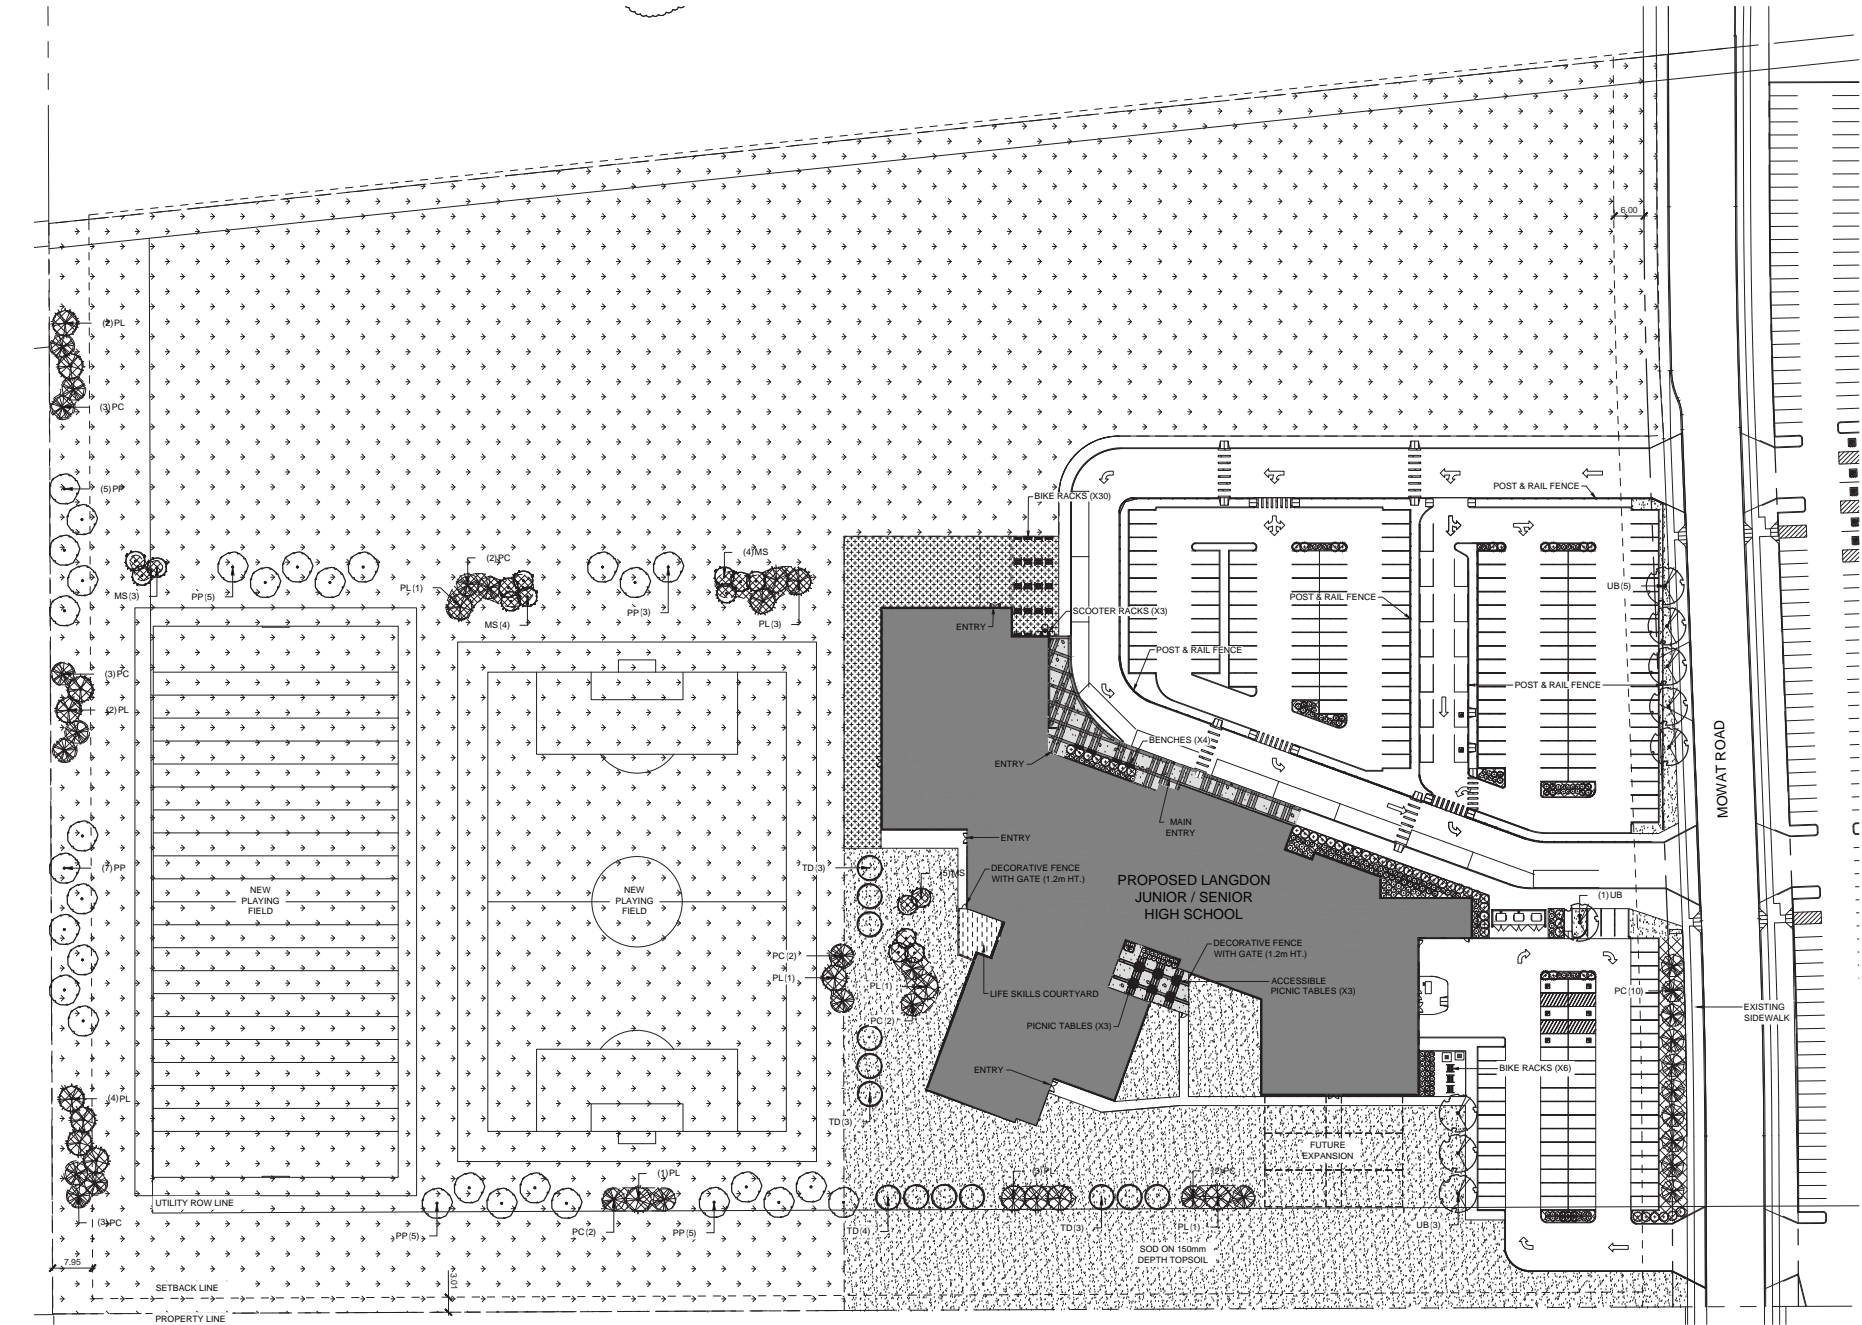 6.00
(2)PL
(3)PC
POST & RAIL FENCE
(5)PP
BIKE RACKS (X30)
(2)PC
(4)MS
PL(1)
UB(5)
MS(3)
PP(5)
POST & RAIL FENCE
PP(3)
SCOOTER RACKS (X3)
MS(4)
PL(3)
ENTRY
POST & RAIL FENCE
(3)PC
POST & RAIL FENCE
(2)PL
BENCHES (X4)
ENTRY
MOWAT ROAD
MAIN
ENTRY
ENTRY
(7)PP
TD(3)
DECORATIVE FENCE
WITH GATE (1.2m HT.)
(5)MS
PROPOSED LANGDON
JUNIOR / SENIOR
HIGH SCHOOL
NEW
PLAYING
FIELD
NEW
PLAYING
FIELD
(1)UB
DECORATIVE FENCE
WITH GATE (1.2m HT.)
PC(2)
PL(1)
PL(1)
ACCESSIBLE
PICNIC TABLES (X3)
LIFE SKILLS COURTYARD
PC(10)
EXISTING
SIDEWALK
PC(2)
PICNIC TABLES (X3)
ENTRY
BIKE RACKS (X6)
(4)PL
TD(3)
FUTURE
EXPANSION
(1)PL
(2)PC
UTILITY ROW LINE
(3)PC
PP(5)
PC(2)
PP(5)
TD(4)
TD(3)
PL(1)
UB(3)
SOD ON 150mm
DEPTH TOPSOIL
7.95
3.01
SETBACK LINE
PROPERTY LINE